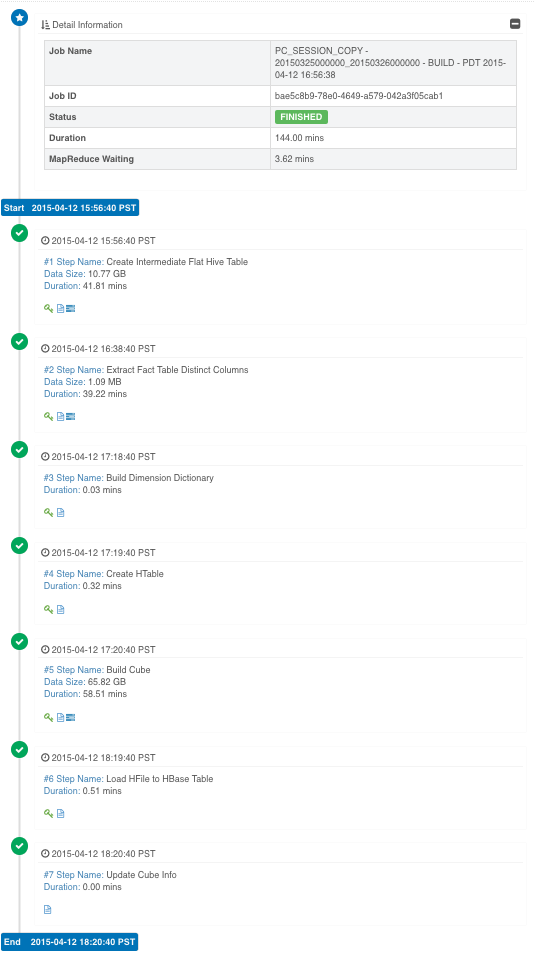 Detail Information
Job Name
PC_SESSION_COPY -
20150325000000_20150326000000 - BUILD - PDT 2015-
04-12 16:56:38
Job ID
bae5c8b9-78e0-4649-a579-042a3f05cab1
Status
FINISHED
Duration
144.00 mins
MapReduce Waiting
3.62 mins
Start 2015-04-12 15:56:40 PST
2015-04-12 15:56:40 PST
#1 Step Name: Create Intermediate Flat Hive Table
Data Size: 10.77 GB
Duration: 41.81 mins
2015-04-12 16:38:40 PST
#2 Step Name: Extract Fact Table Distinct Columns
Data Size: 1.09 MB
Duration: 39.22 mins
2015-04-12 17:18:40 PST
#3 Step Name: Build Dimension Dictionary
Duration: 0.03 mins
2015-04-12 17:19:40 PST
#4 Step Name: Create HTable
Duration: 0.32 mins
2015-04-12 17:20:40 PST
#5 Step Name: Build Cube
Data Size: 65.82 GB
Duration: 58.51 mins
2015-04-12 18:19:40 PST
#6 Step Name: Load HFile to HBase Table
Duration: 0.51 mins
2015-04-12 18:20:40 PST
#7 Step Name: Update Cube Info
Duration: 0.00 mins
End 2015-04-12 18:20:40 PST